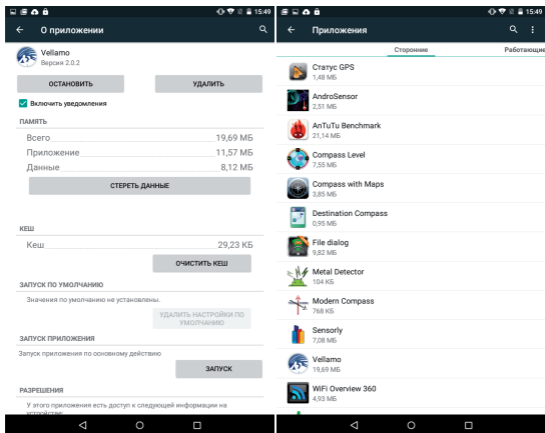 15:49
О приложении
Vellamo
Версия 2.0.2
ОСТАНОВИТЬ
УДАЛИТЬ
Включить уведомления
ПАМЯТЬ
Всего 19,69 МБ
Приложение 11,57 МБ
Данные 8,12 МБ
СТЕРЕТЬ ДАННЫЕ
КЕШ
Кеш 29,23 КБ
ОЧИСТИТЬ КЕШ
ЗАПУСК ПО УМОЛЧАНИЮ
Значения по умолчанию не установлены.
УДАЛИТЬ НАСТРОЙКИ ПО
УМОЛЧАНИЮ
ЗАПУСК ПРИЛОЖЕНИЯ
Запуск приложения по основному действию
ЗАПУСК
РАЗРЕШЕНИЯ
У этого приложения есть доступ к следующей информации на
устройстве:
15:49
Приложения
Сторонние
Работающие
Статус GPS
1,48 МБ
AndroSensor
2,51 МБ
AnTuTu Benchmark
21,14 МБ
Compass Level
7,55 МБ
Compass with Maps
3,85 МБ
Destination Compass
0,95 МБ
File dialog
9,82 МБ
Metal Detector
104 КБ
Modern Compass
768 КБ
Sensorly
7,08 МБ
Vellamo
19,69 МБ
WiFi Overview 360
4,93 МБ